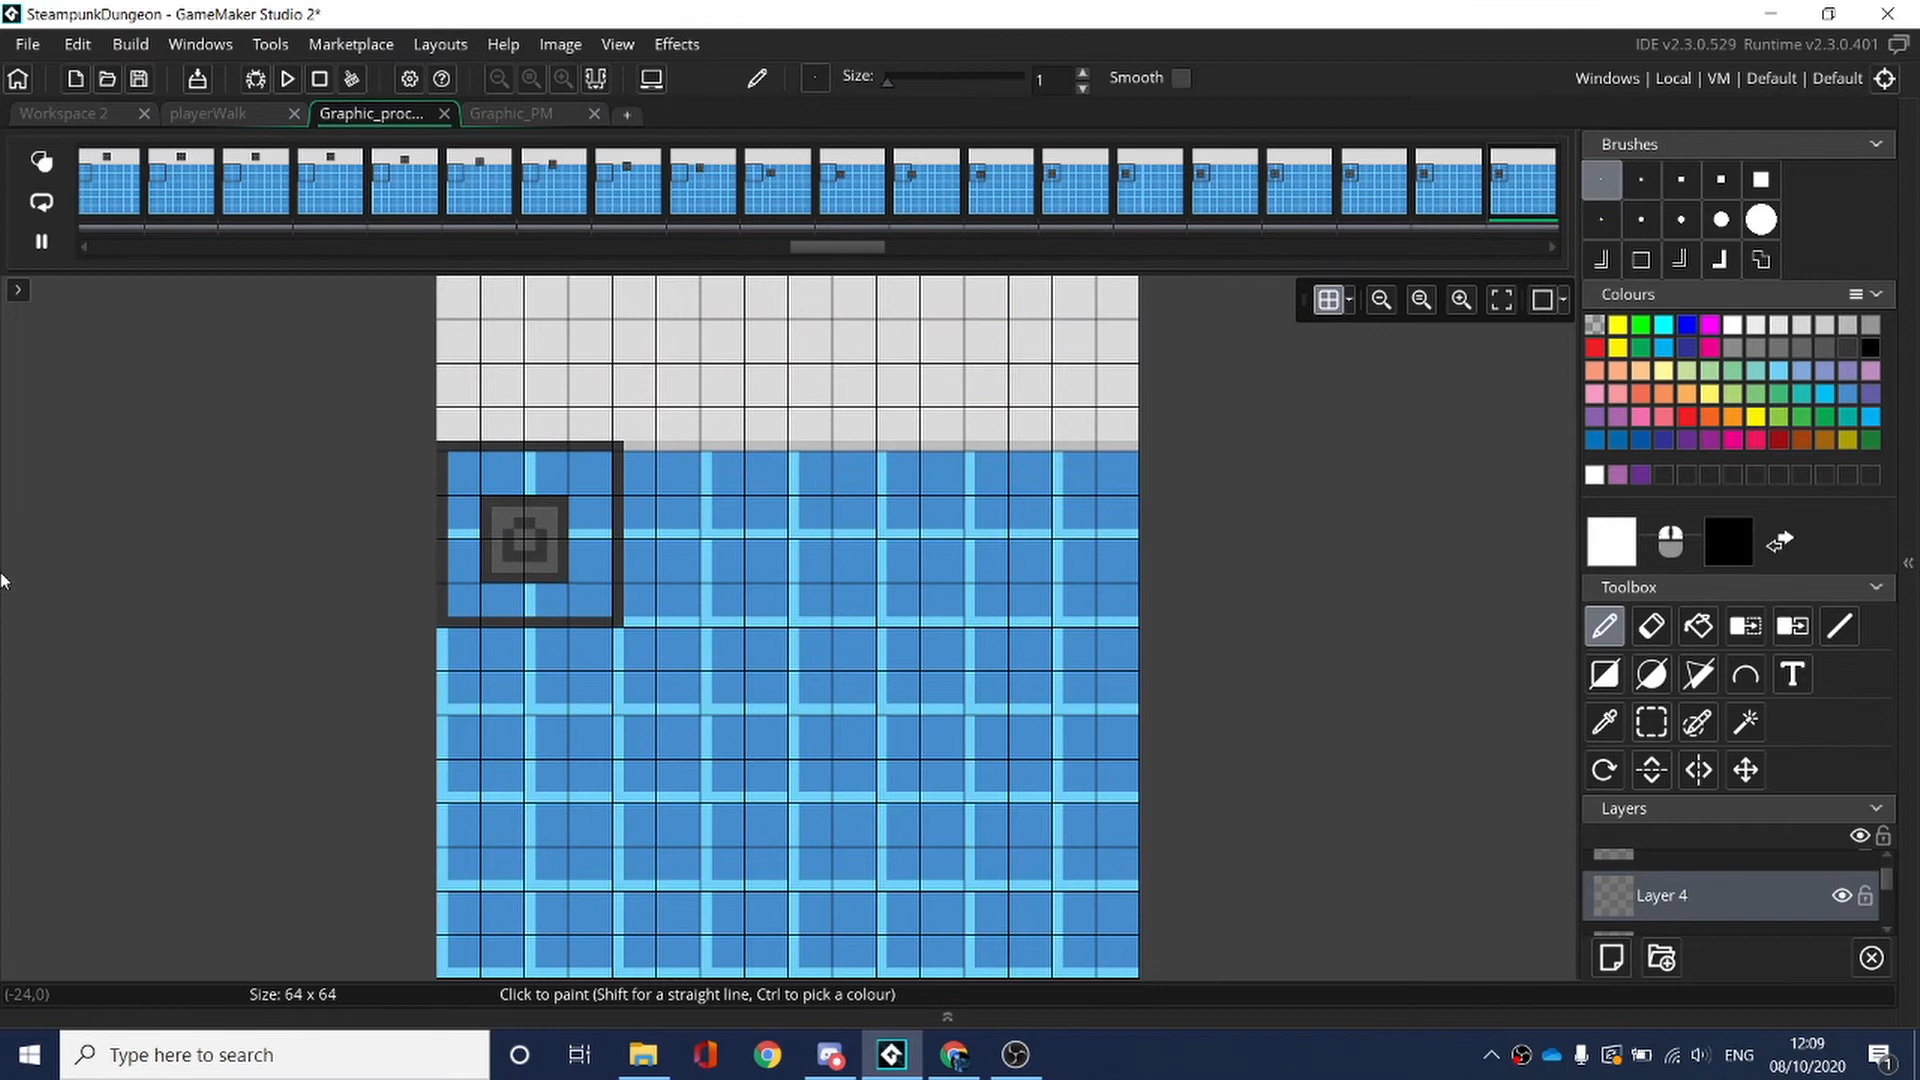 SteampunkDungeon - GameMaker Studio 2*
File Edit Build Windows Tools Marketplace Layouts Help Image View Effects
IDE v2.3.0.529 Runtime v2.3.0.401
Size: 1 Smooth
Windows | Local | VM | Default | Default
Workspace 2 playerWalk Graphic_proc... Graphic_PM
Brushes
Colours
Toolbox
Layers
Layer 4
(-24,0) Size: 64 x 64 Click to paint (Shift for a straight line, Ctrl to pick a colour)
Type here to search
ENG
12:09
08/10/2020
1